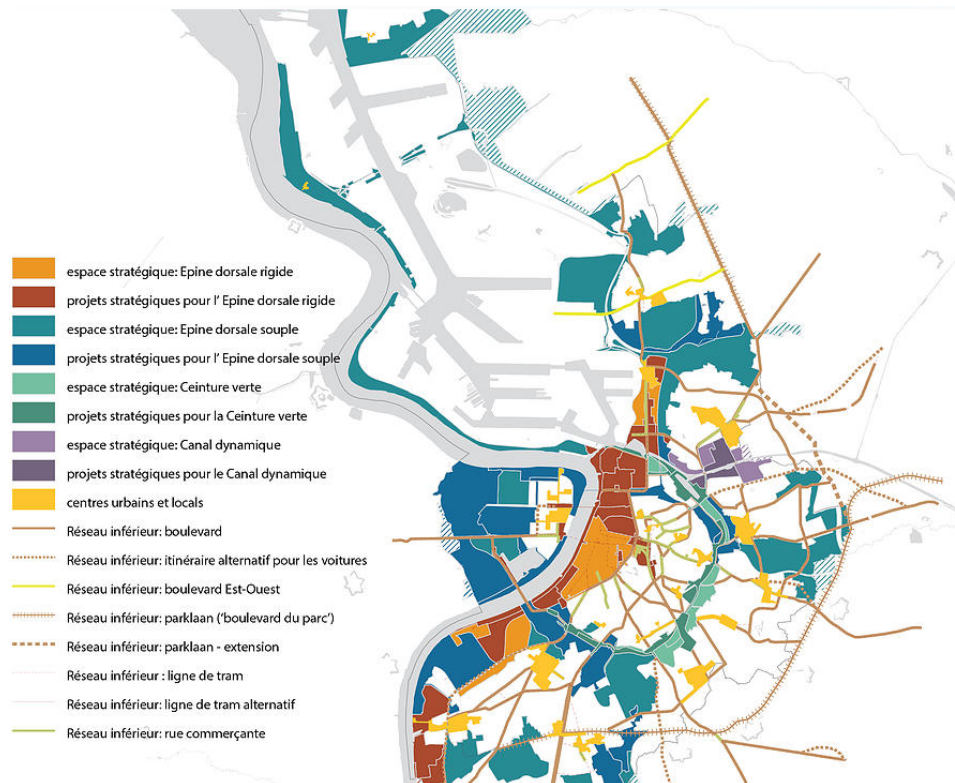 espace stratégique: Epine dorsale rigide
projets stratégiques pour l' Epine dorsale rigide
espace stratégique: Epine dorsale souple
projets stratégiques pour l' Epine dorsale souple
espace stratégique: Ceinture verte
projets stratégiques pour la Ceinture verte
espace stratégique: Canal dynamique
projets stratégiques pour le Canal dynamique
centres urbains et locals
Réseau inférieur: boulevard
Réseau inférieur: itinéraire alternatif pour les voitures
Réseau inférieur: boulevard Est-Ouest
Réseau inférieur: parklaan ('boulevard du parc')
Réseau inférieur: parklaan - extension
Réseau inférieur : ligne de tram
Réseau inférieur: ligne de tram alternatif
Réseau inférieur: rue commerçante